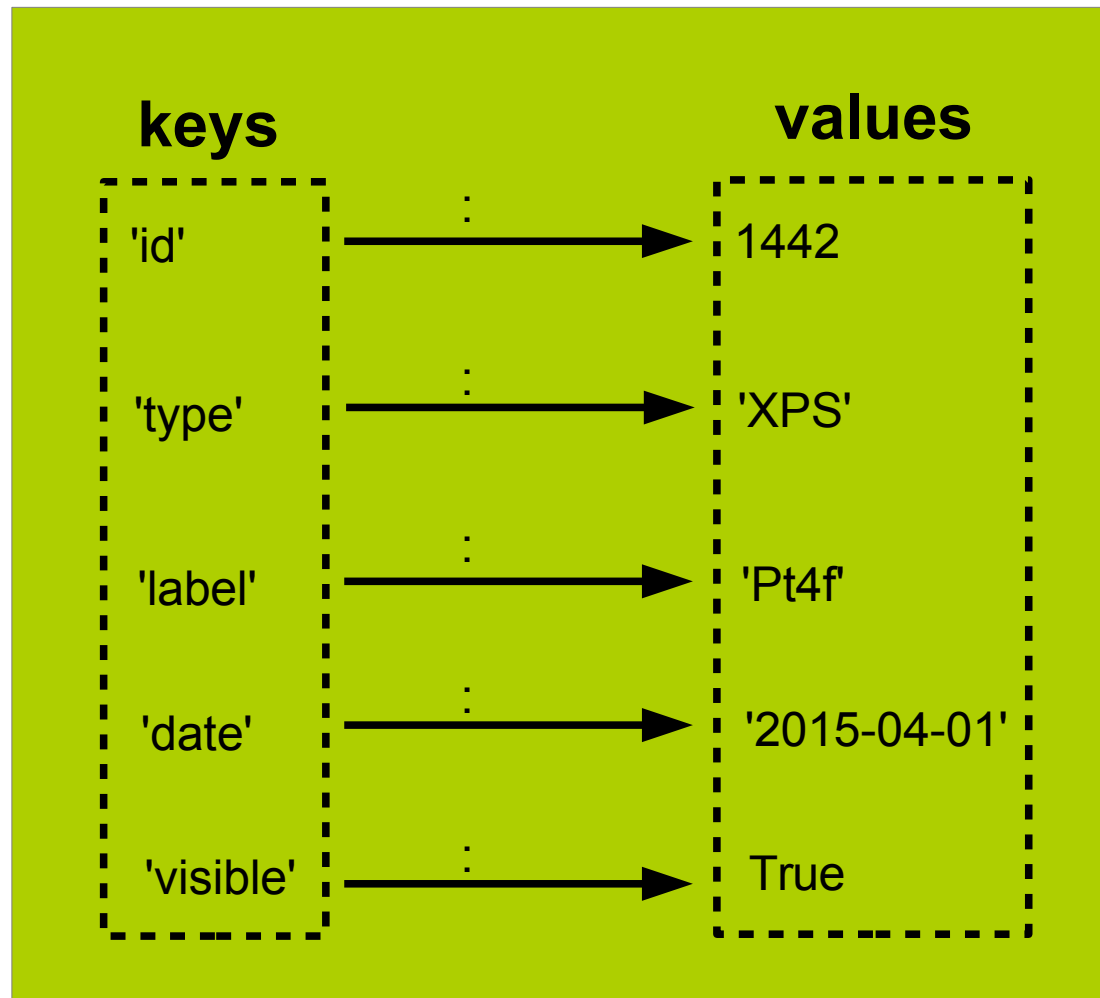 keys values
'id' : 1442
'type' : 'XPS'
'label' : 'Pt4f'
'date' : '2015-04-01'
'visible' : True